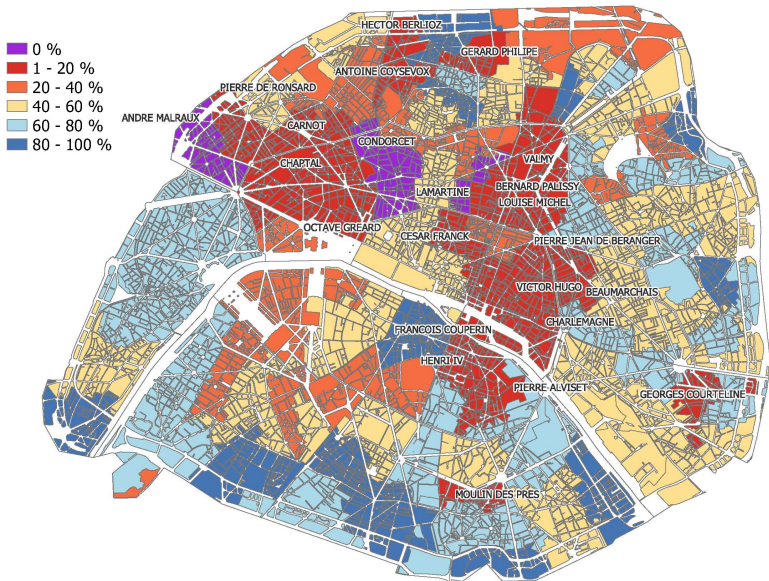 0 %
1 - 20 %
20 - 40 %
40 - 60 %
60 - 80 %
80 - 100 %
HECTOR BERLIOZ
GERARD PHILIPE
ANTOINE COYSEVOX
PIERRE DE RONSARD
ANDRE MALRAUX
CARNOT
CONDORCET
CHAPTAL
VALMY
BERNARD PALISSY
LAMARTINE
LOUISE MICHEL
OCTAVE GREARD
CESAR FRANCK
PIERRE JEAN DE BERANGER
VICTOR HUGO
BEAUMARCHAIS
CHARLEMAGNE
FRANCOIS COUPERIN
HENRI IV
PIERRE ALVISET
GEORGES COURTELINE
MOULIN DES PRES